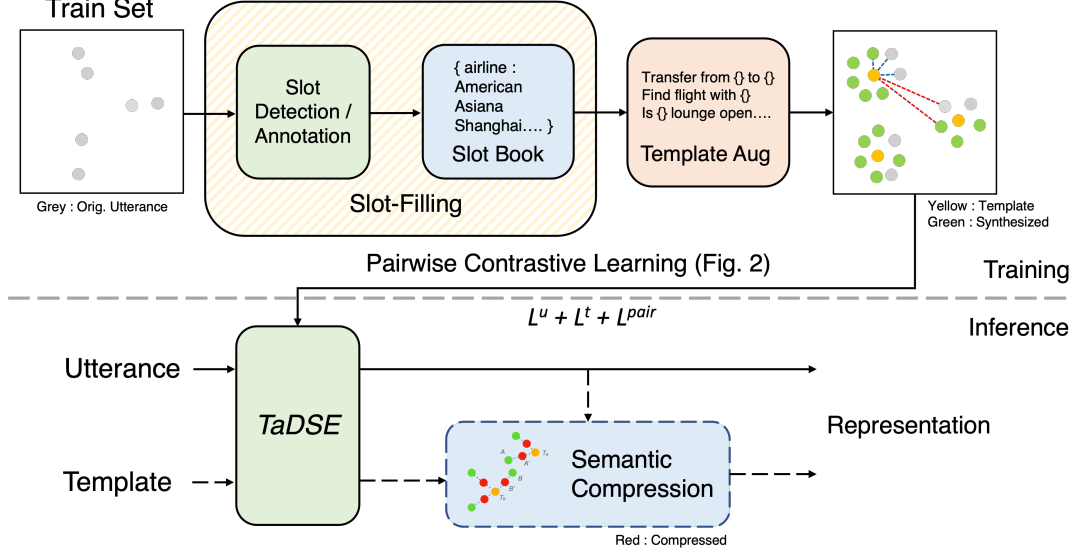 Train Set
Grey : Orig. Utterance
Slot
Detection /
Annotation
{ airline :
American
Asiana
Shanghai…. }
Slot Book
Slot-Filling
Transfer from {} to {}
Find flight with {}
Is {} lounge open….
Template Aug
Yellow : Template
Green : Synthesized
Pairwise Contrastive Learning (Fig. 2)
Training
L^u + L^t + L^pair
Inference
Utterance
TaDSE
Representation
Template
A
A'
T_a
B
B'
T_b
Semantic
Compression
Red : Compressed